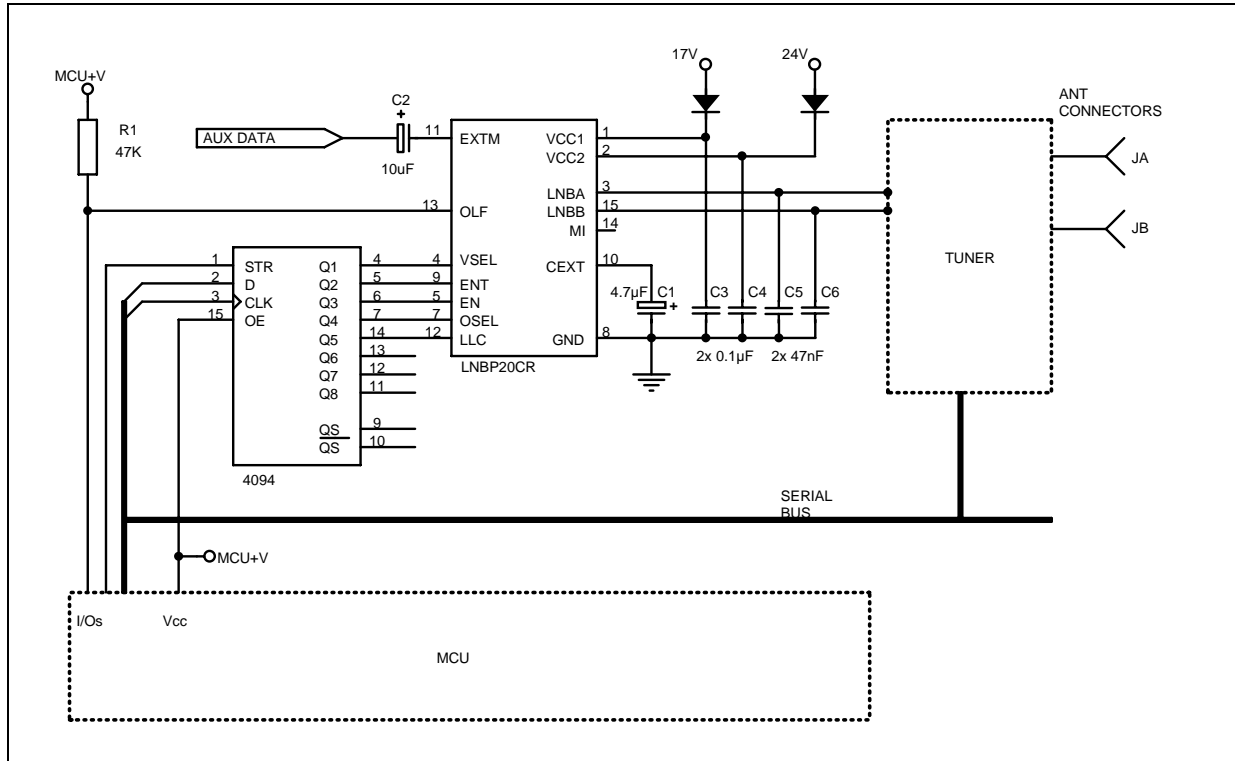 17V
24V
MCU+V
ANT
CONNECTORS
C2
+
R1
47K
AUX DATA
11
EXTM
10uF
VCC1
1
VCC2
2
JA
LNBA
3
13
OLF
LNBB
15
MI
14
JB
TUNER
1
STR
Q1
4
4
VSEL
CEXT
10
2
D
Q2
5
9
ENT
3
CLK
Q3
6
5
EN
4.7µF
C1
+
C3
C4
C5
C6
15
OE
Q4
7
7
OSEL
Q5
14
12
LLC
GND
8
Q6
13
2x 0.1µF
2x 47nF
Q7
12
LNBP20CR
Q8
11
QS
9
QS
10
4094
SERIAL
BUS
MCU+V
I/Os
Vcc
MCU